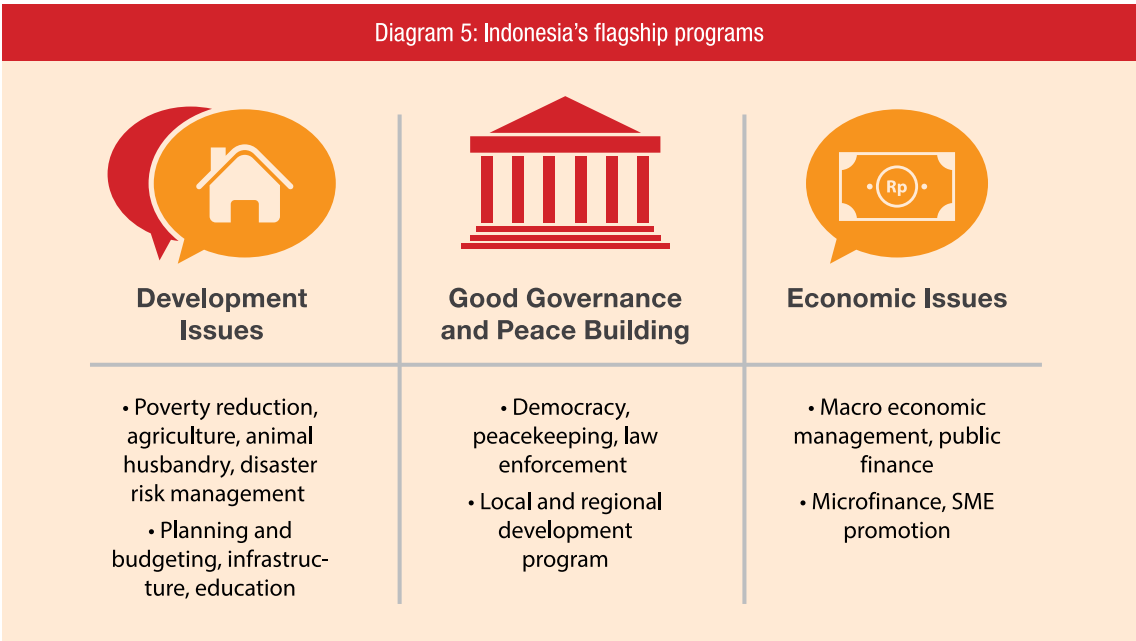 Diagram 5: Indonesia's flagship programs
Rp
Development
Issues
• Poverty reduction,
agriculture, animal
husbandry, disaster
risk management
• Planning and
budgeting, infrastruc-
ture, education
Good Governance
and Peace Building
• Democracy,
peacekeeping, law
enforcement
• Local and regional
development
program
Economic Issues
• Macro economic
management, public
finance
• Microfinance, SME
promotion